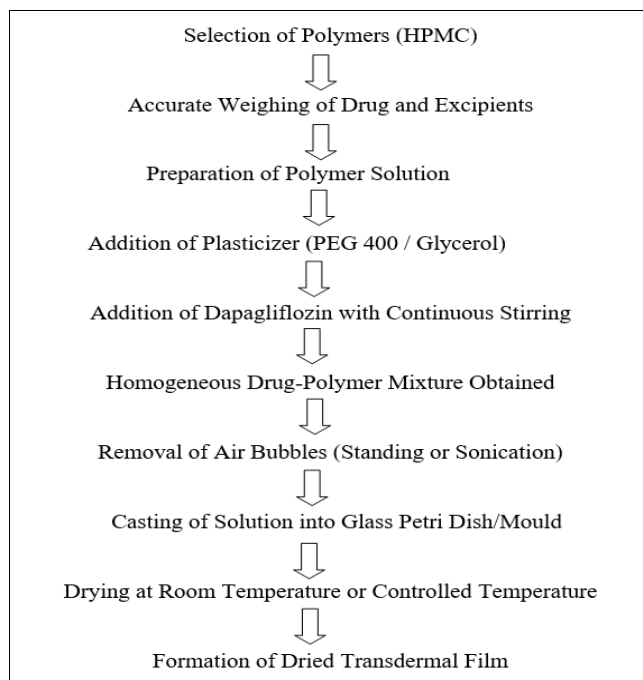 Selection of Polymers (HPMC)
Accurate Weighing of Drug and Excipients
Preparation of Polymer Solution
Addition of Plasticizer (PEG 400 / Glycerol)
Addition of Dapagliflozin with Continuous Stirring
Homogeneous Drug-Polymer Mixture Obtained
Removal of Air Bubbles (Standing or Sonication)
Casting of Solution into Glass Petri Dish/Mould
Drying at Room Temperature or Controlled Temperature
Formation of Dried Transdermal Film